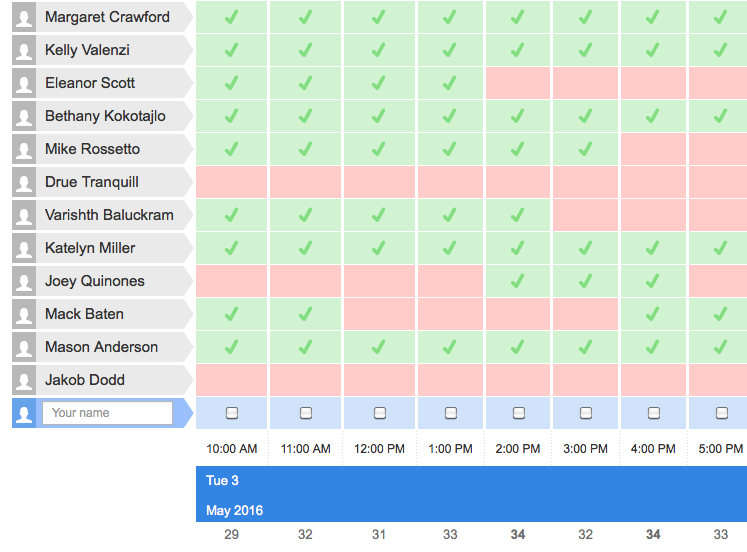 Margaret Crawford
Kelly Valenzi
Eleanor Scott
Bethany Kokotajlo
Mike Rossetto
Drue Tranquill
Varishth Baluckram
Katelyn Miller
Joey Quinones
Mack Baten
Mason Anderson
Jakob Dodd
Your name
10:00 AM 11:00 AM 12:00 PM 1:00 PM 2:00 PM 3:00 PM 4:00 PM 5:00 PM
Tue 3
May 2016
29 32 31 33 34 32 34 33